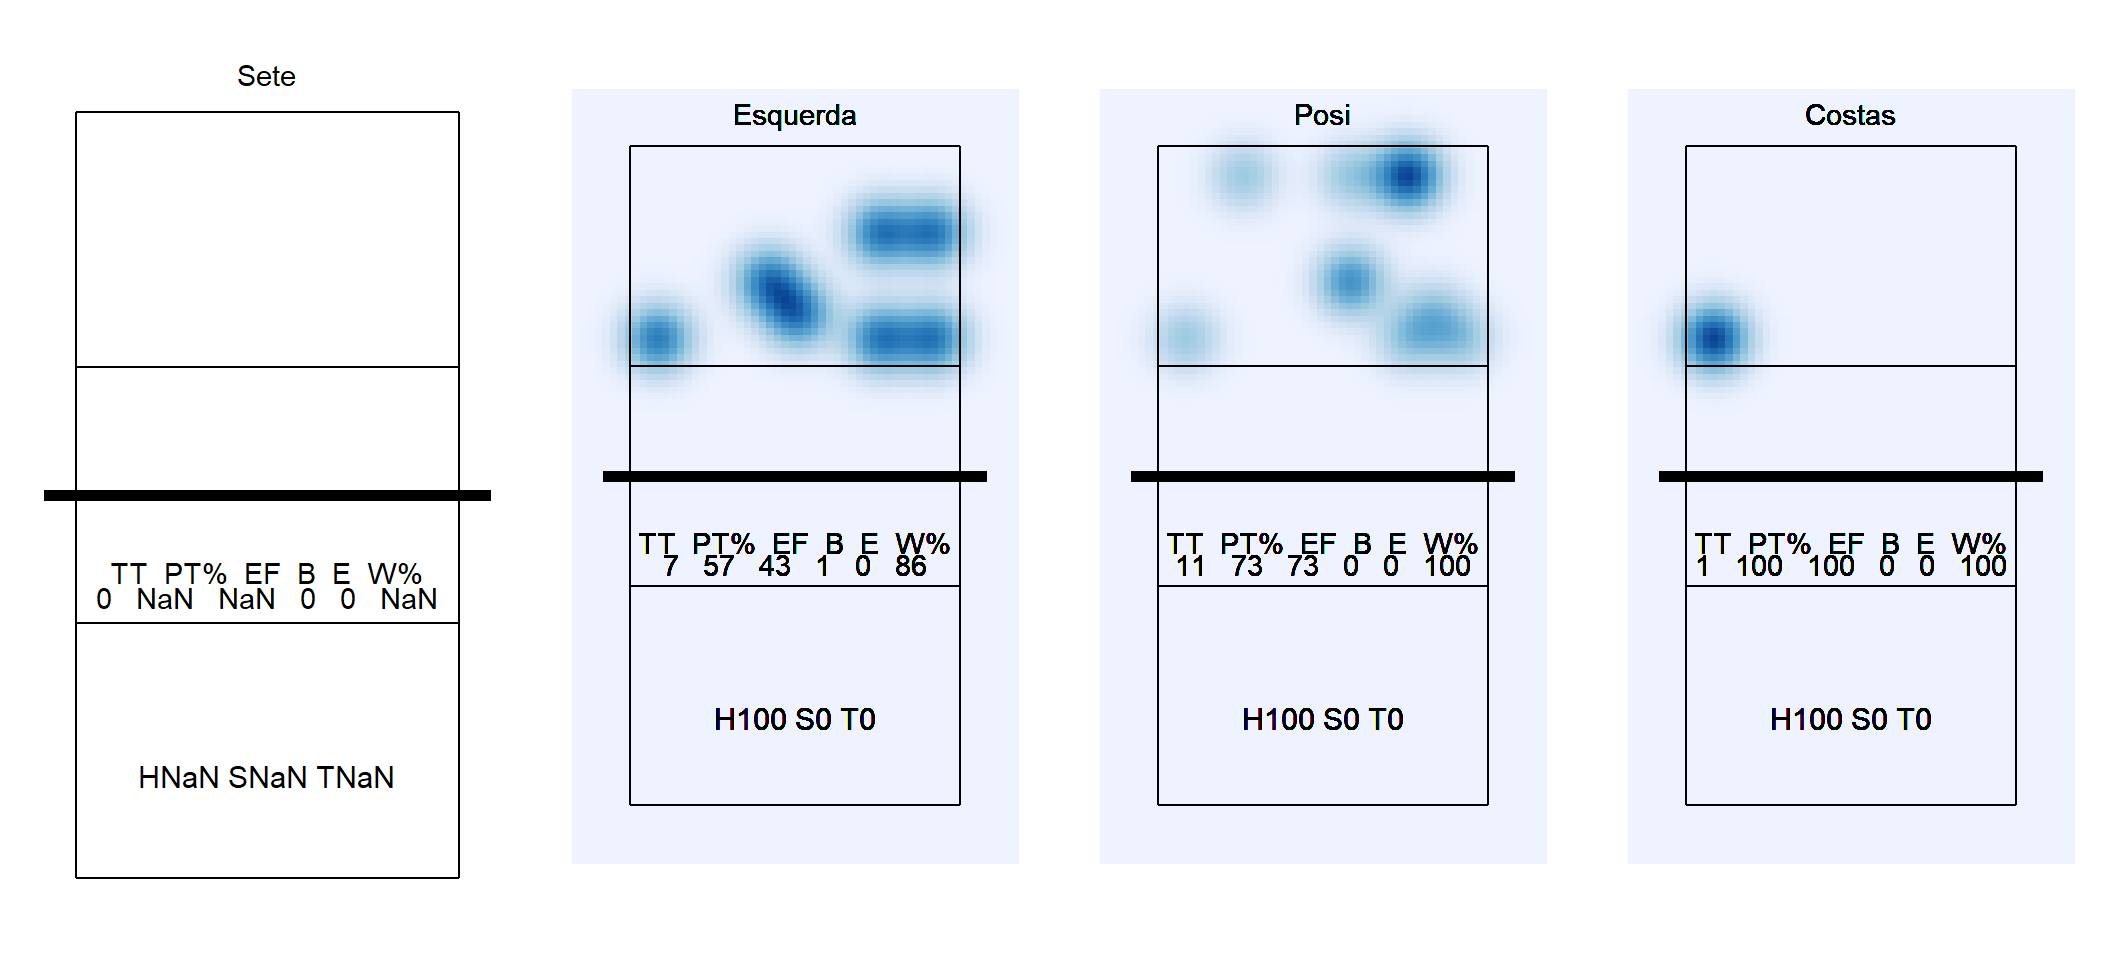 Sete
TT PT% EF B E W%
0 NaN NaN 0 0 NaN
HNaN SNaN TNaN
Esquerda
TT PT% EF B E W%
7 57 43 1 0 86
H100 S0 T0
Posi
TT PT% EF B E W%
11 73 73 0 0 100
H100 S0 T0
Costas
TT PT% EF B E W%
1 100 100 0 0 100
H100 S0 T0